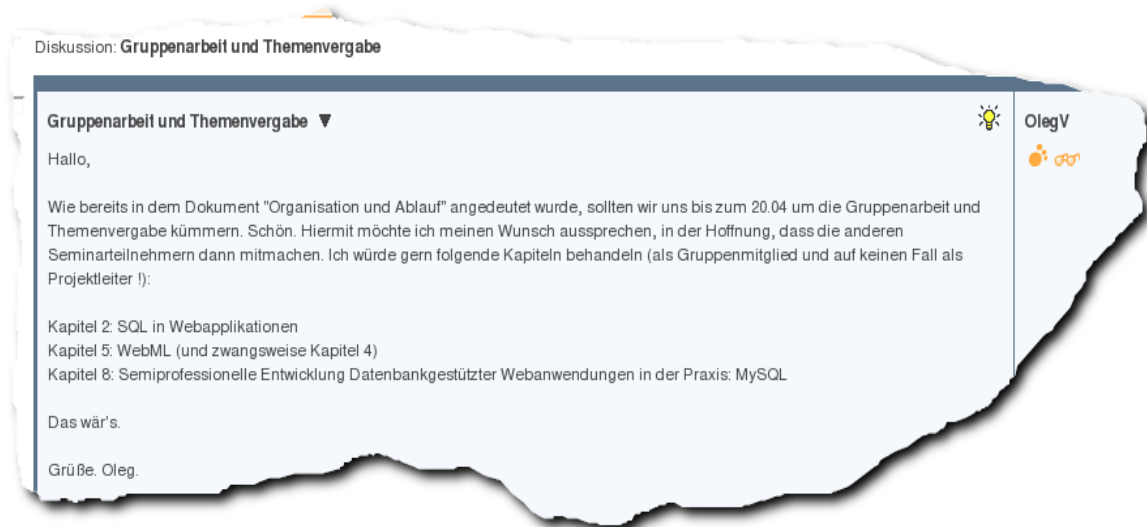 Diskussion: Gruppenarbeit und Themenvergabe
Gruppenarbeit und Themenvergabe ▼
OlegV
Hallo,
Wie bereits in dem Dokument "Organisation und Ablauf" angedeutet wurde, sollten wir uns bis zum 20.04 um die Gruppenarbeit und
Themenvergabe kümmern. Schön. Hiermit möchte ich meinen Wunsch aussprechen, in der Hoffnung, dass die anderen
Seminarteilnehmern dann mitmachen. Ich würde gern folgende Kapiteln behandeln (als Gruppenmitglied und auf keinen Fall als
Projektleiter !):
Kapitel 2: SQL in Webapplikationen
Kapitel 5: WebML (und zwangsweise Kapitel 4)
Kapitel 8: Semiprofessionelle Entwicklung Datenbankgestützter Webanwendungen in der Praxis: MySQL
Das wär's.
Grüße. Oleg.